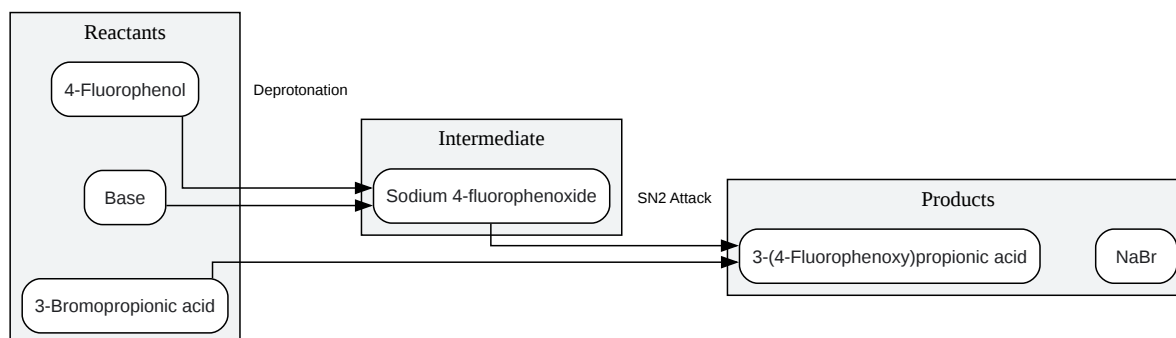 Reactants
4-Fluorophenol
Deprotonation
Base
3-Bromopropionic acid
Intermediate
Sodium 4-fluorophenoxide
SN2 Attack
Products
3-(4-Fluorophenoxy)propionic acid
NaBr